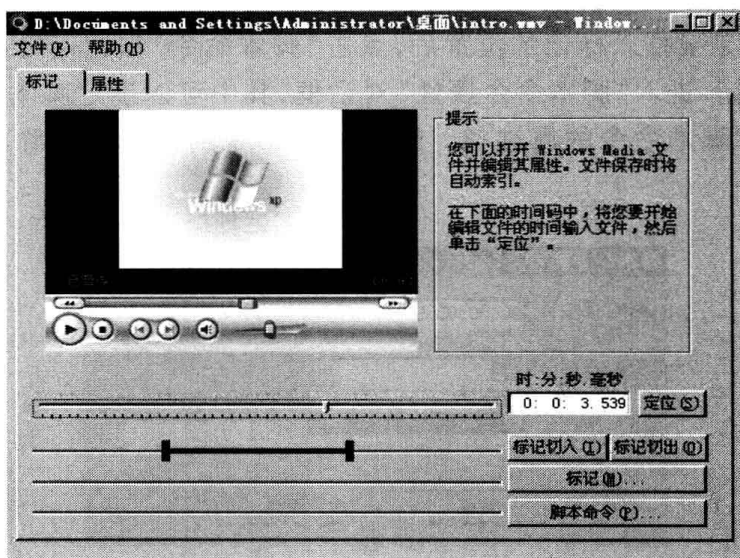 D:\Documents and Settings\Administrator\桌面\intro.wmv - Window...
文件(F) 帮助(H)
标记 属性
Windows xp
提示
您可以打开 Windows Media 文
件并编辑其属性。文件保存时将
自动索引。
在下面的时间码中，将您要开始
编辑文件的时间输入文件，然后
单击“定位”。
时:分:秒.毫秒
0: 0: 3.539 定位(S)
标记切入(I) 标记切出(O)
标记(M)...
脚本命令(P)...